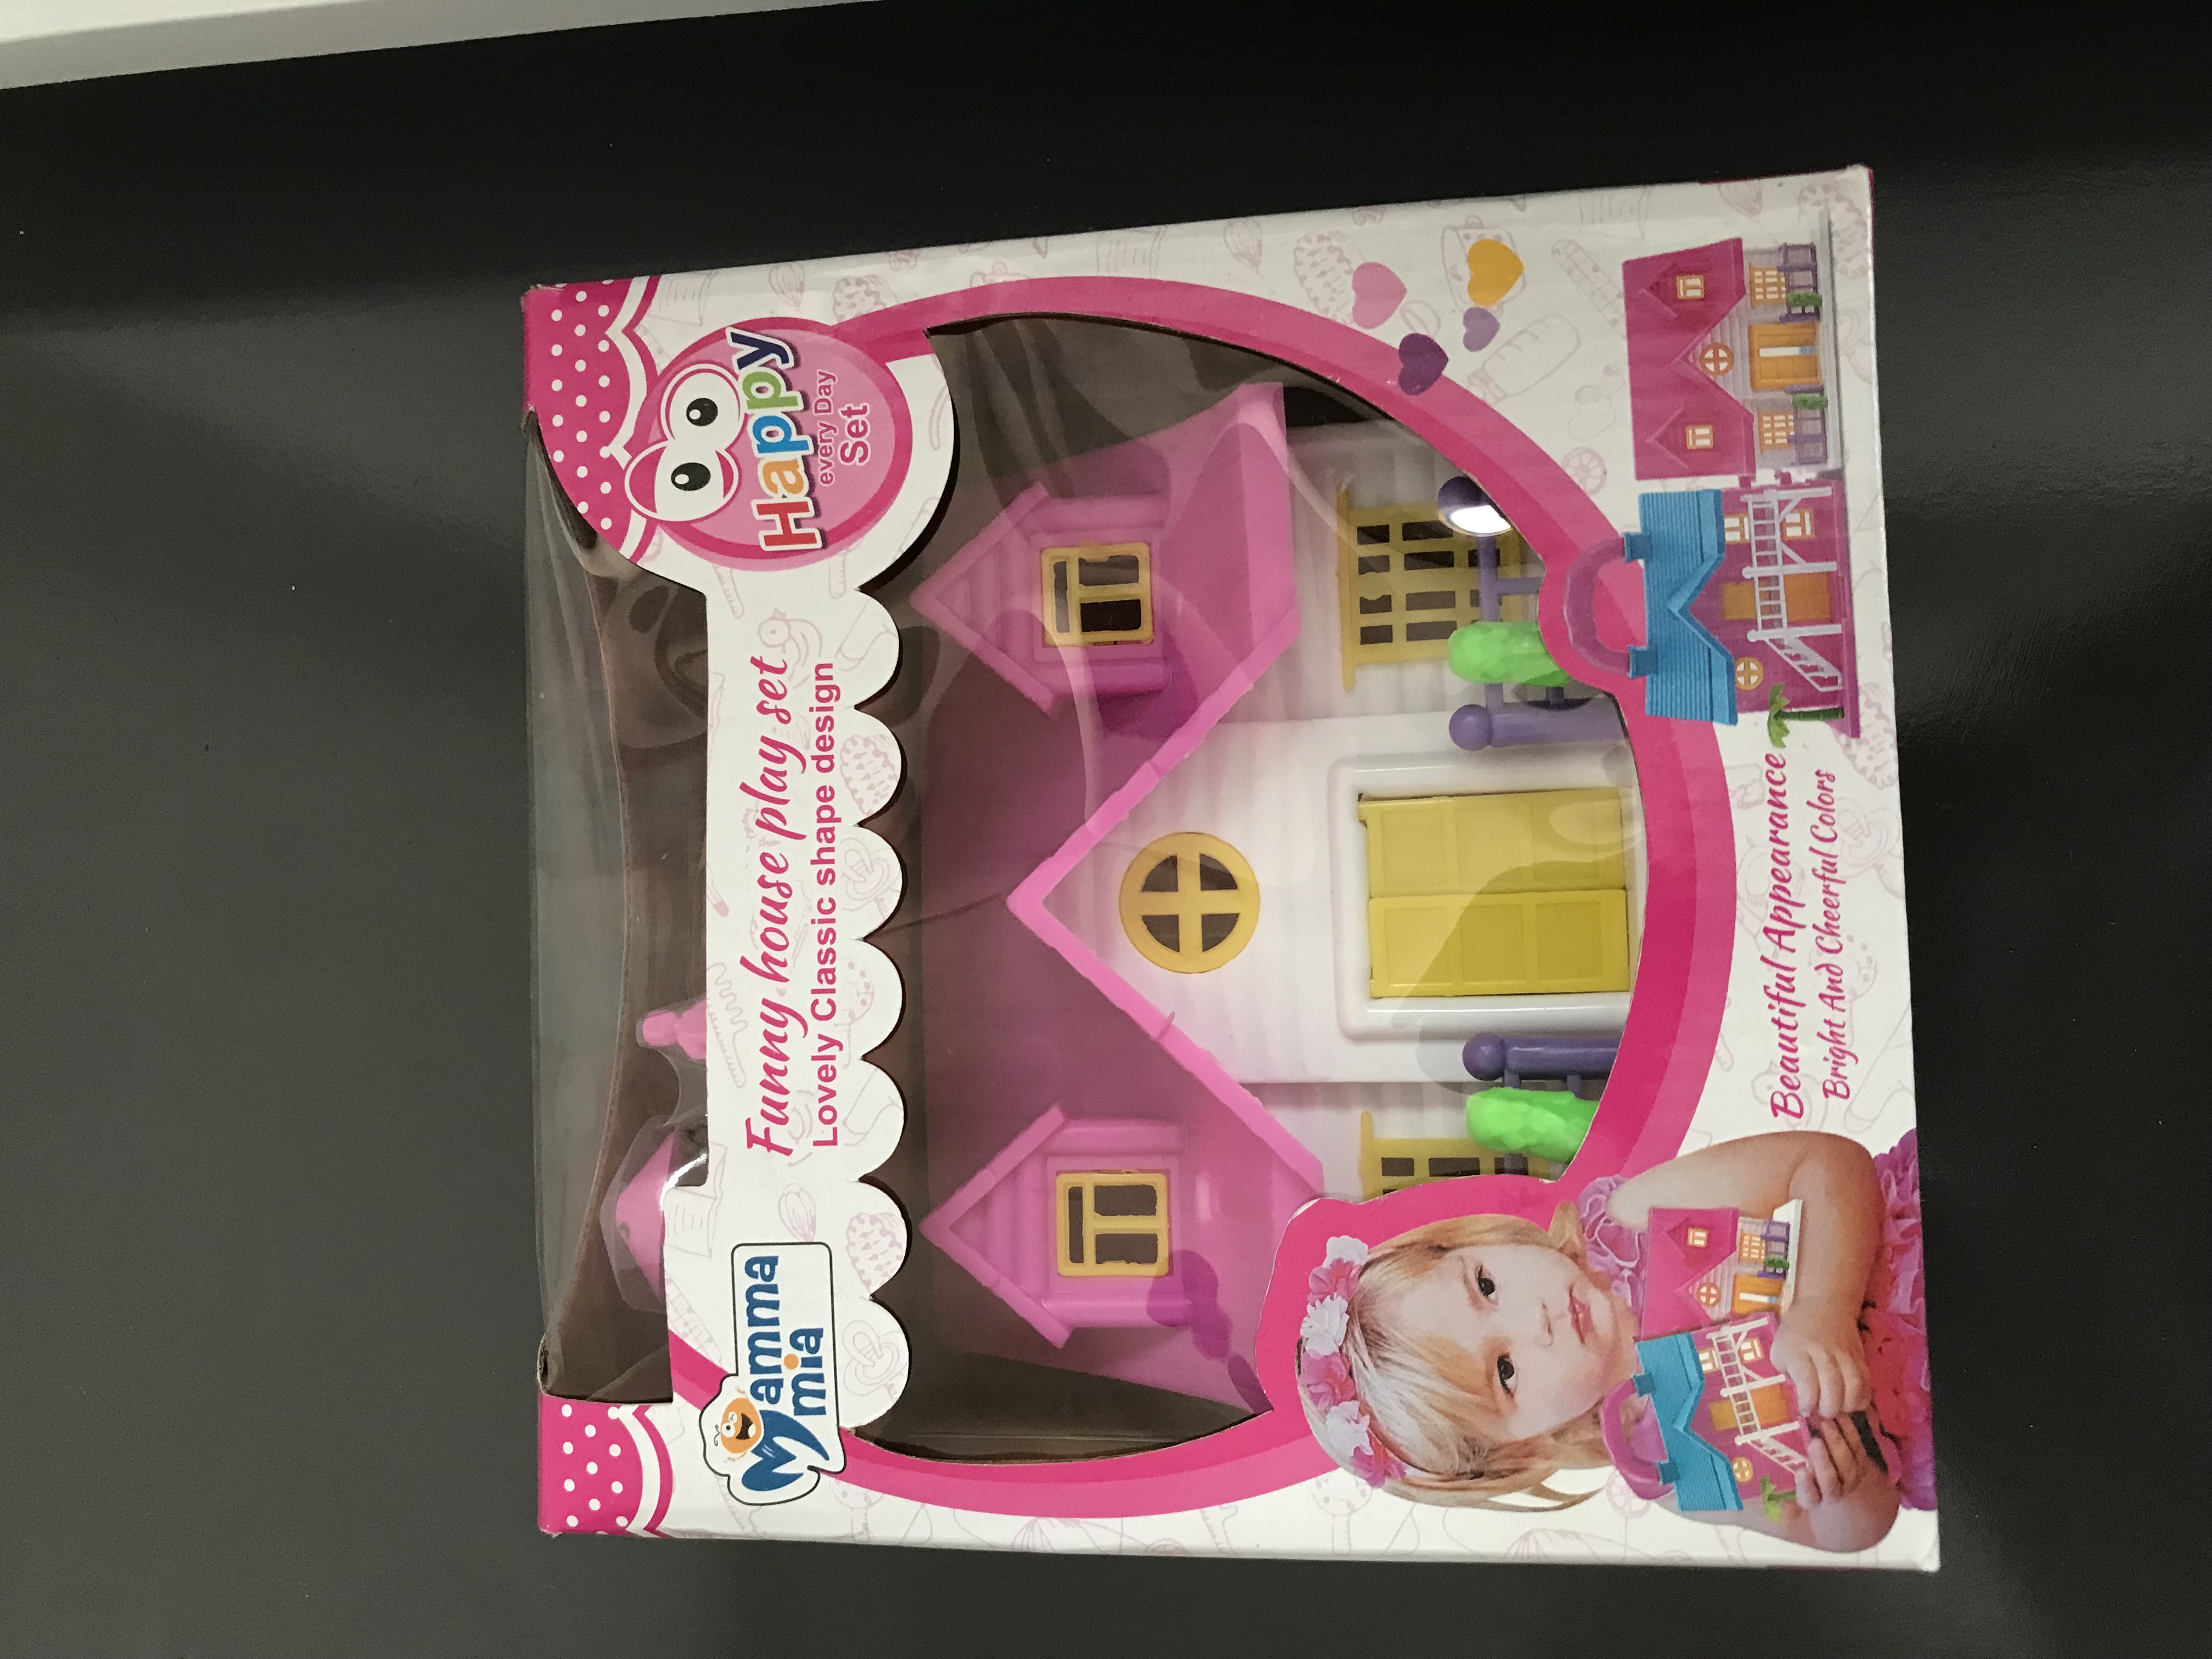 Mamma
mia
Funny house play set
Lovely Classic shape design
Happy
every Day
Set
Beautiful Appearance
Bright And Cheerful Colors